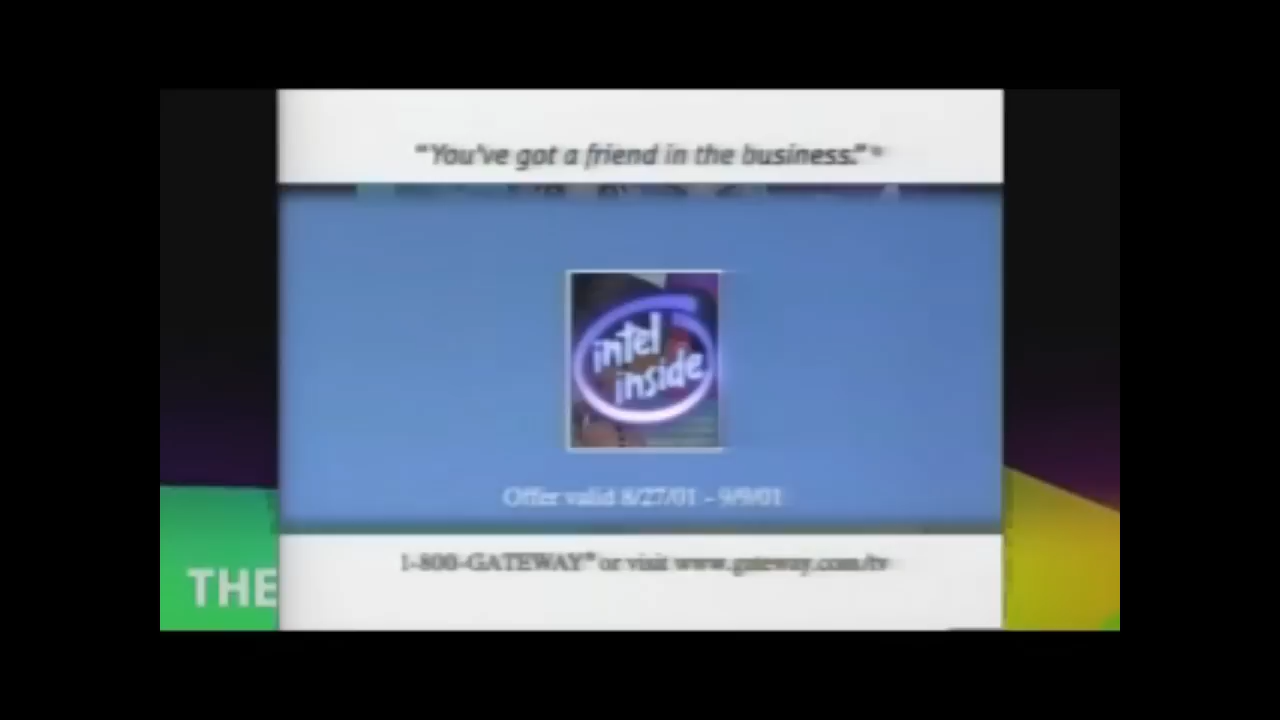 "You've got a friend in the business."®
intel
inside
Offer valid 8/27/01 - 9/9/01
1-800-GATEWAY® or visit www.gateway.com/tv
THE